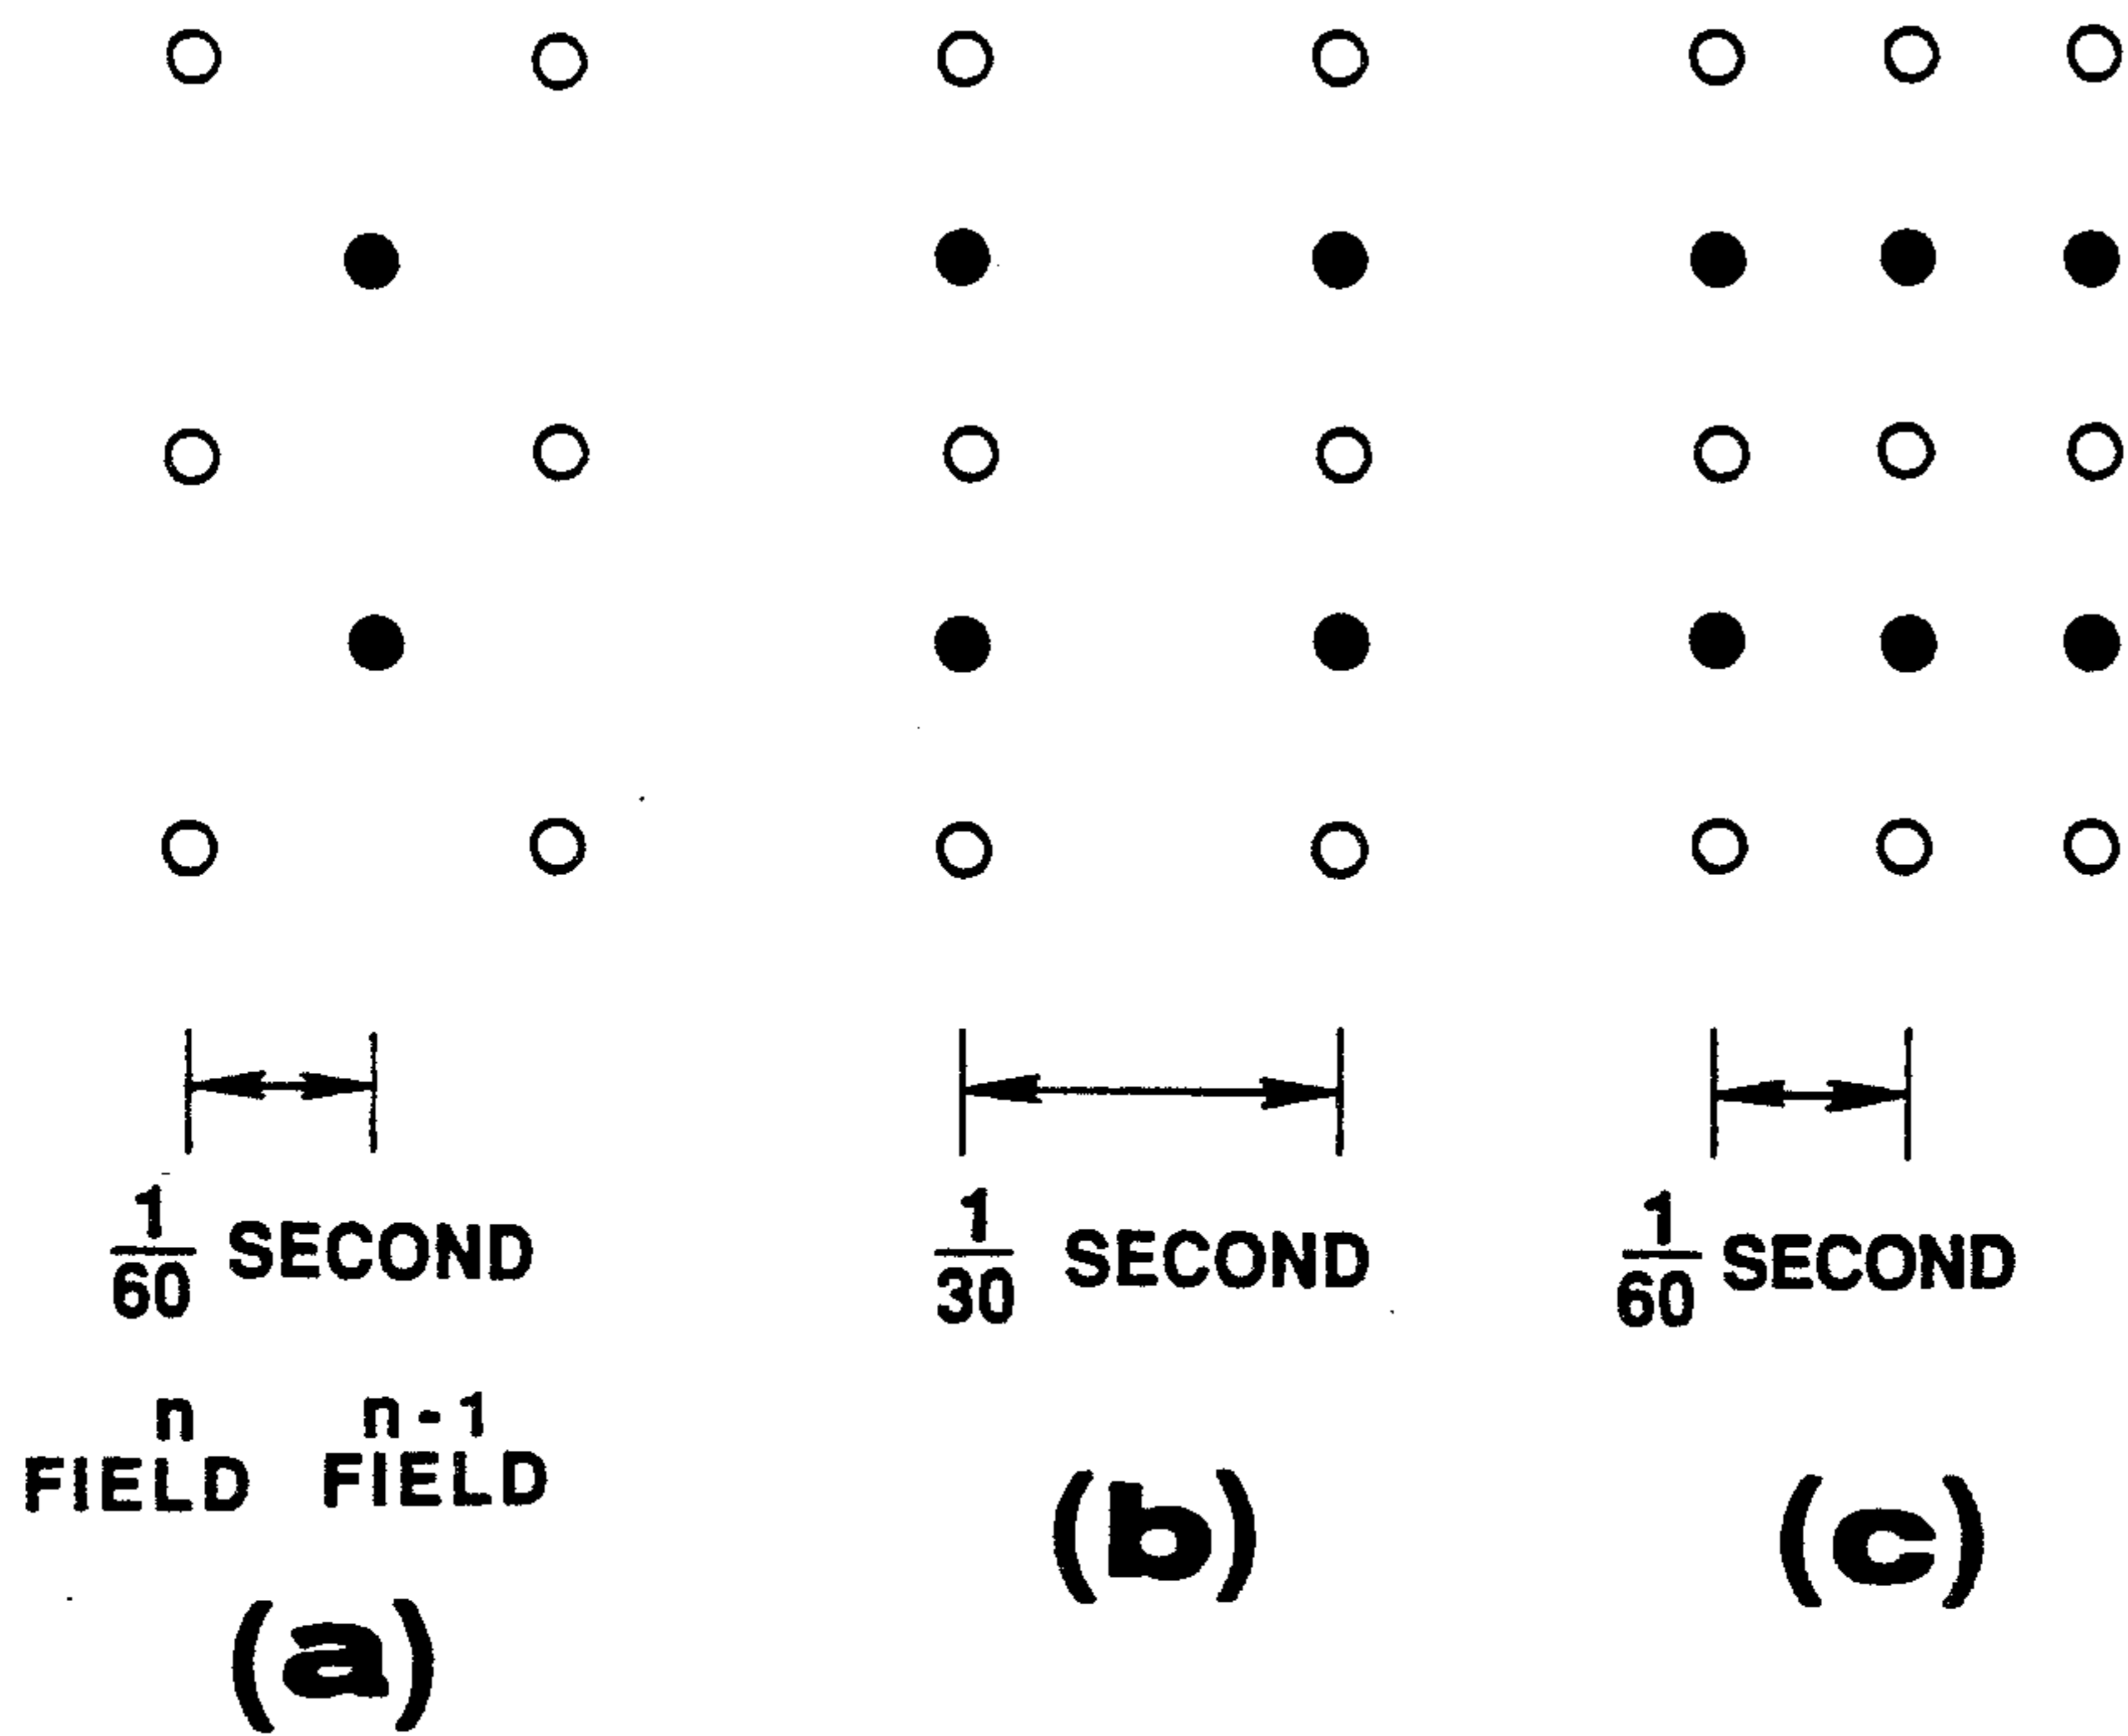 1/60 SECOND
n FIELD
n-1 FIELD
(a)
1/30 SECOND
(b)
1/60 SECOND
(c)